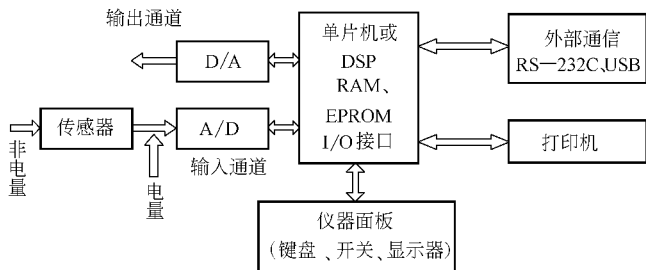 输出通道
D/A
单片机或
DSP
RAM、
EPROM
I/O 接口
外部通信
RS—232C、USB
传感器
A/D
打印机
非电量
输入通道
电量
仪器面板
(键盘、开关、显示器)